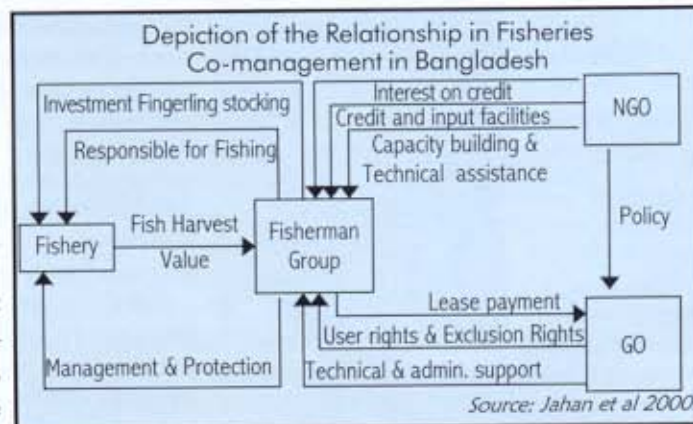 Depiction of the Relationship in Fisheries
Co-management in Bangladesh
Investment Fingerling stocking
Interest on credit
NGO
Credit and input facilities
Responsible for Fishing
Capacity building &
Technical assistance
Fishery
Fish Harvest
Value
Fisherman
Group
Policy
Lease payment
User rights & Exclusion Rights
GO
Management & Protection
Technical & admin. support
Source: Jahan et al 2000